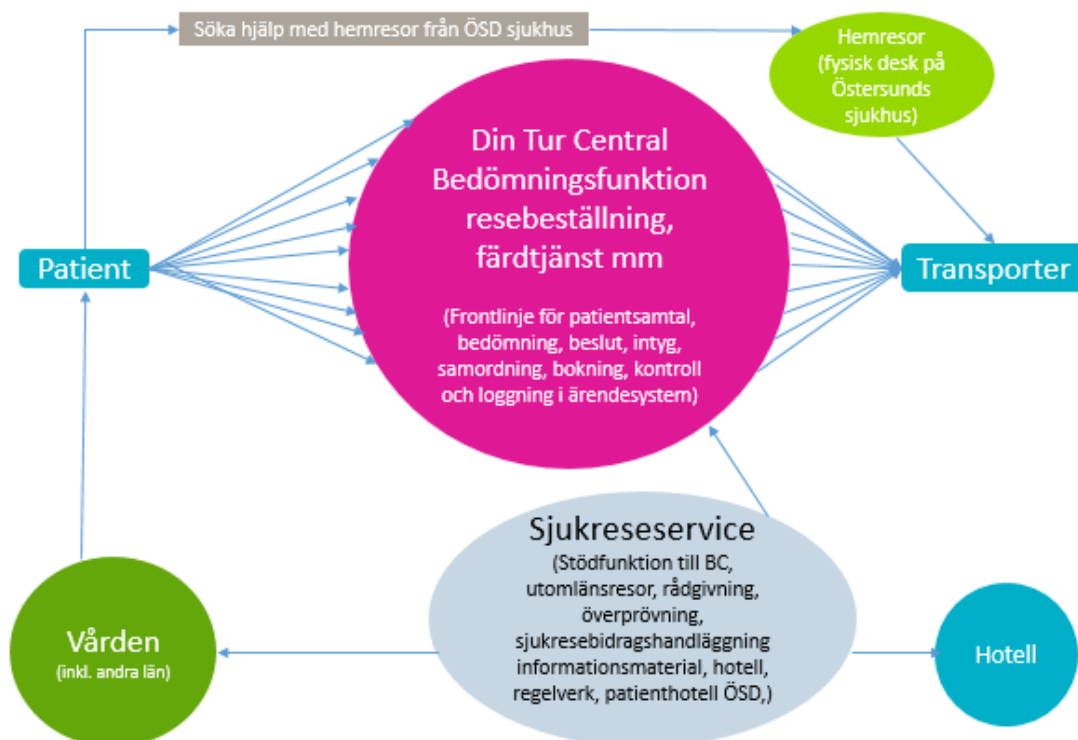 Söka hjälp med hemresor från ÖSD sjukhus
Hemresor
(fysisk desk på
Östersunds
sjukhus)
Din Tur Central
Bedömningsfunktion
resebeställning,
färdtjänst mm
(Frontlinje för patientsamtal,
bedömning, beslut, intyg,
samordning, bokning, kontroll
och loggning i ärendesystem)
Patient
Transporter
Sjukreseservice
(Stödfunktion till BC,
utomlänsresor, rådgivning,
överprövning,
sjukresebidragshandläggning
informationsmaterial, hotell,
regelverk, patienthotell ÖSD,)
Vården
(inkl. andra län)
Hotell